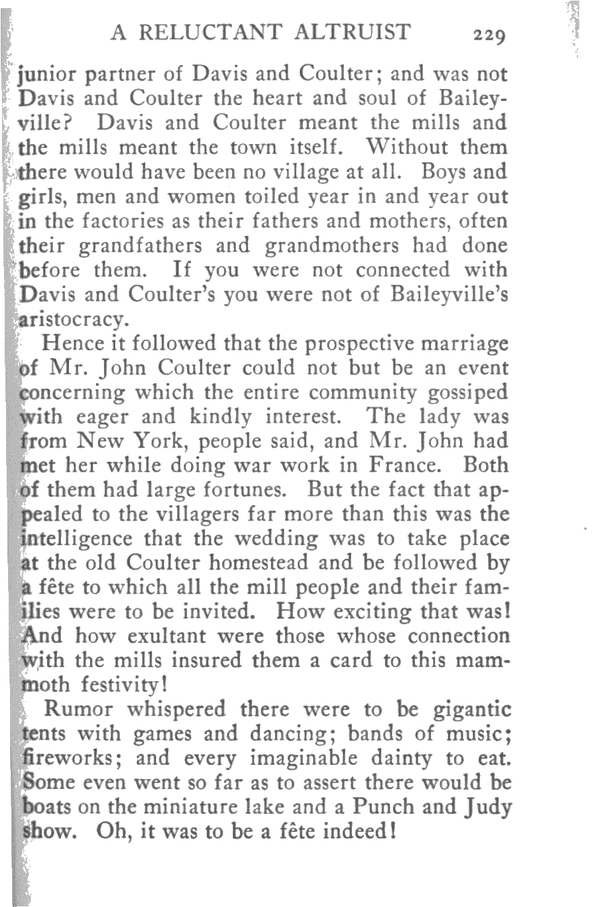 A RELUCTANT ALTRUIST 229
junior partner of Davis and Coulter; and was not
Davis and Coulter the heart and soul of Bailey-
ville? Davis and Coulter meant the mills and
the mills meant the town itself. Without them
there would have been no village at all. Boys and
girls, men and women toiled year in and year out
in the factories as their fathers and mothers, often
their grandfathers and grandmothers had done
before them. If you were not connected with
Davis and Coulter's you were not of Baileyville's
aristocracy.
Hence it followed that the prospective marriage
of Mr. John Coulter could not but be an event
concerning which the entire community gossiped
with eager and kindly interest. The lady was
from New York, people said, and Mr. John had
met her while doing war work in France. Both
of them had large fortunes. But the fact that ap-
pealed to the villagers far more than this was the
intelligence that the wedding was to take place
at the old Coulter homestead and be followed by
a fête to which all the mill people and their fam-
ilies were to be invited. How exciting that was!
And how exultant were those whose connection
with the mills insured them a card to this mam-
moth festivity!
Rumor whispered there were to be gigantic
tents with games and dancing; bands of music;
fireworks; and every imaginable dainty to eat.
Some even went so far as to assert there would be
boats on the miniature lake and a Punch and Judy
show. Oh, it was to be a fête indeed!